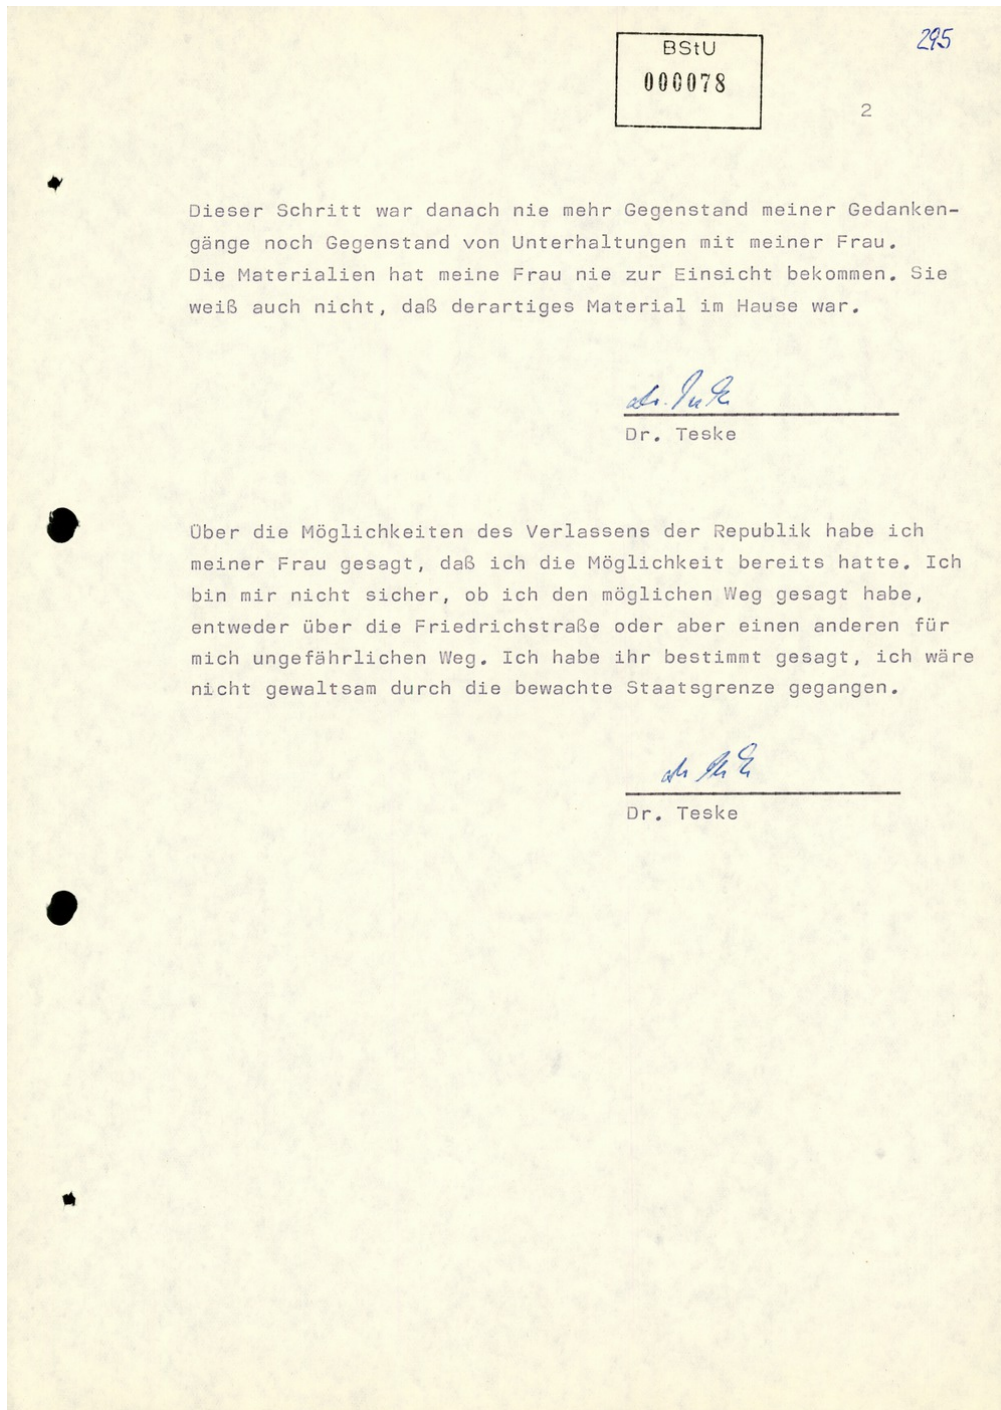 295
BStU
000078
2
Dieser Schritt war danach nie mehr Gegenstand meiner Gedanken-
gänge noch Gegenstand von Unterhaltungen mit meiner Frau.
Die Materialien hat meine Frau nie zur Einsicht bekommen. Sie
weiß auch nicht, daß derartiges Material im Hause war.
Dr. Teske
Dr. Teske
Über die Möglichkeiten des Verlassens der Republik habe ich
meiner Frau gesagt, daß ich die Möglichkeit bereits hatte. Ich
bin mir nicht sicher, ob ich den möglichen Weg gesagt habe,
entweder über die Friedrichstraße oder aber einen anderen für
mich ungefährlichen Weg. Ich habe ihr bestimmt gesagt, ich wäre
nicht gewaltsam durch die bewachte Staatsgrenze gegangen.
Dr. Teske
Dr. Teske